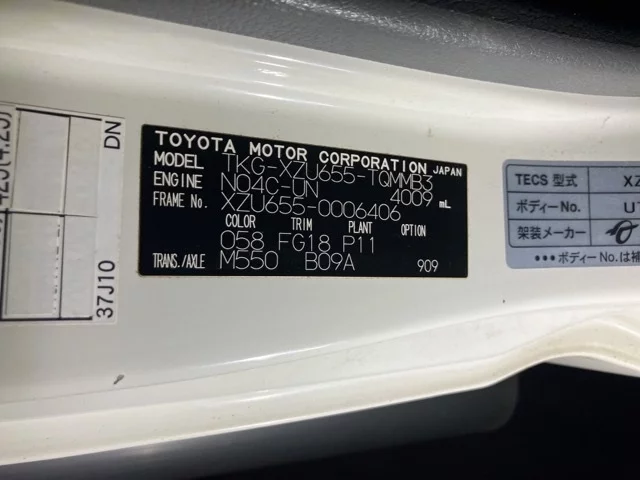 TOYOTA MOTOR CORPORATION JAPAN
MODEL TKG-XZU655-TQMMB3
ENGINE N04C-UN 4009 mL
FRAME No. XZU655-0006406
COLOR TRIM PLANT OPTION
058 FG18 P11
TRANS./AXLE M550 B09A 909
DN
37J10
TECS 型式 XZ
ボディーNo. U
架装メーカー
●●●ボディーNo.は補